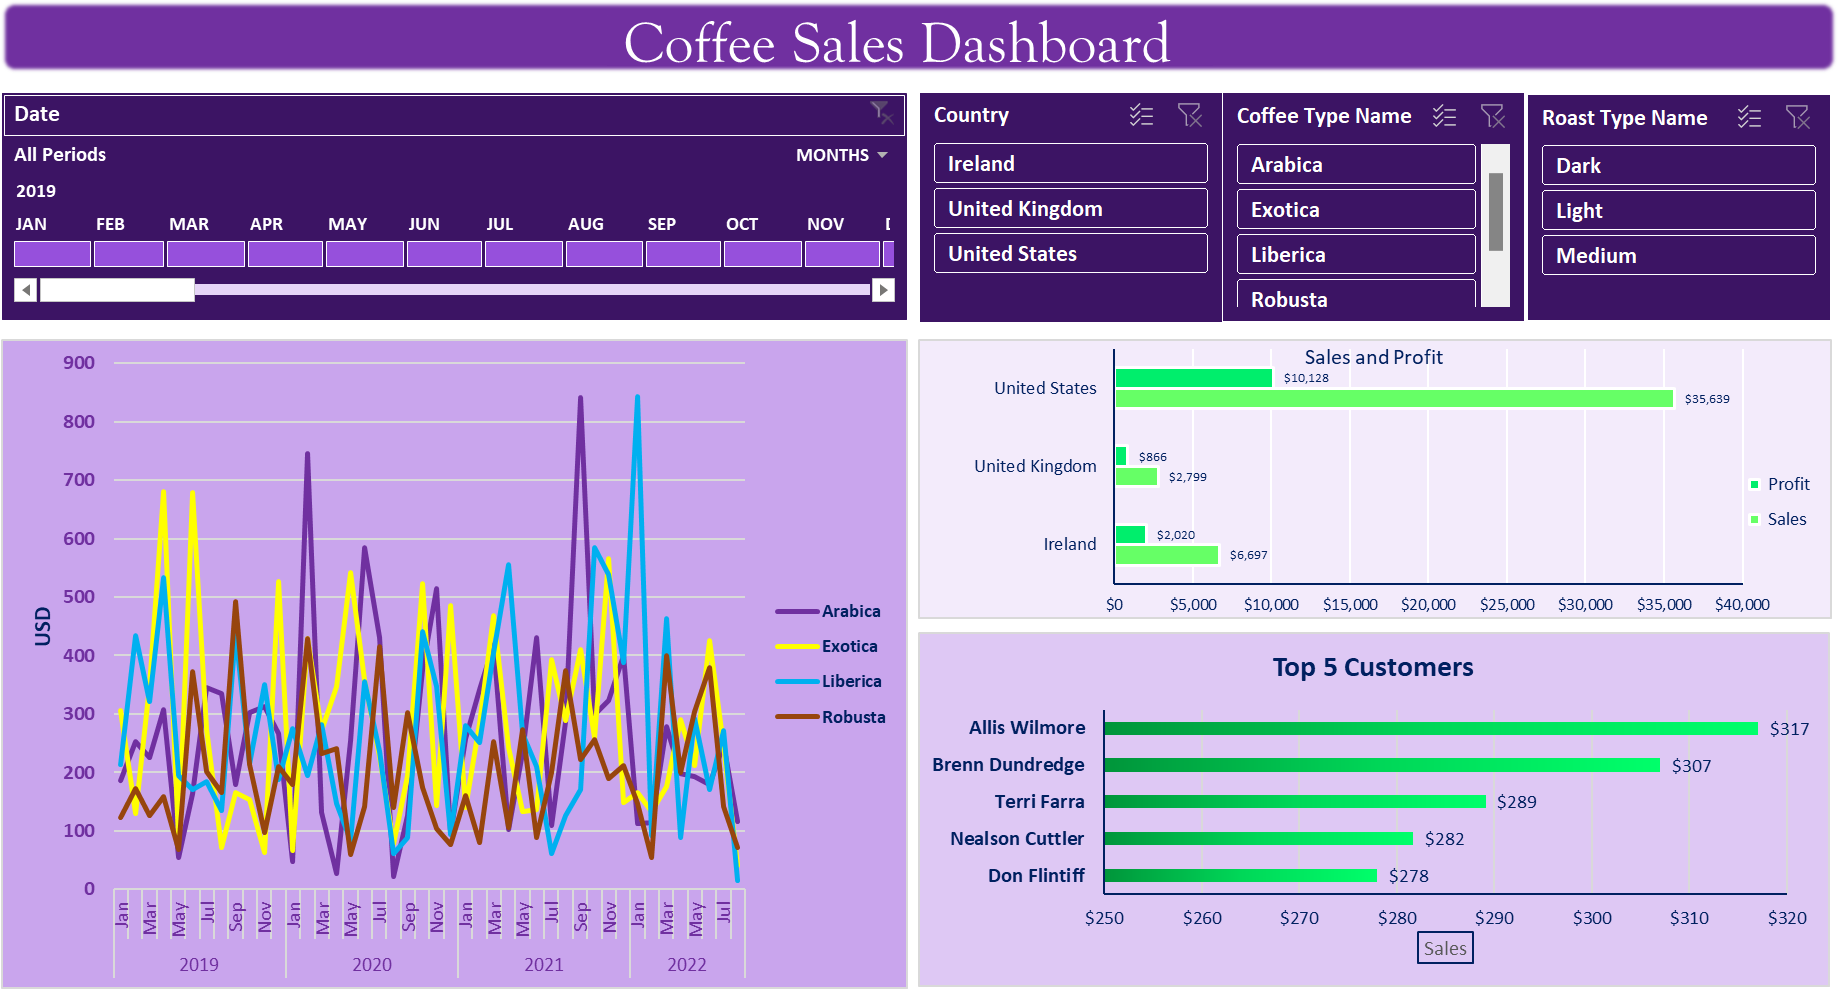 Coffee Sales Dashboard
Date
All Periods
MONTHS
2019
JAN FEB MAR APR MAY JUN JUL AUG SEP OCT NOV
Country
Ireland
United Kingdom
United States
Coffee Type Name
Arabica
Exotica
Liberica
Robusta
Roast Type Name
Dark
Light
Medium
900
800
700
600
500
400
300
200
100
0
USD
Jan Mar May Jul Sep Nov Jan Mar May Jul Sep Nov Jan Mar May Jul Sep Nov Jan Mar May Jul
2019 2020 2021 2022
Arabica
Exotica
Liberica
Robusta
Sales and Profit
United States
$10,128
$35,639
United Kingdom
$866
$2,799
Ireland
$2,020
$6,697
Profit
Sales
$0 $5,000 $10,000 $15,000 $20,000 $25,000 $30,000 $35,000 $40,000
Top 5 Customers
Allis Wilmore $317
Brenn Dundredge $307
Terri Farra $289
Nealson Cuttler $282
Don Flintiff $278
$250 $260 $270 $280 $290 $300 $310 $320
Sales